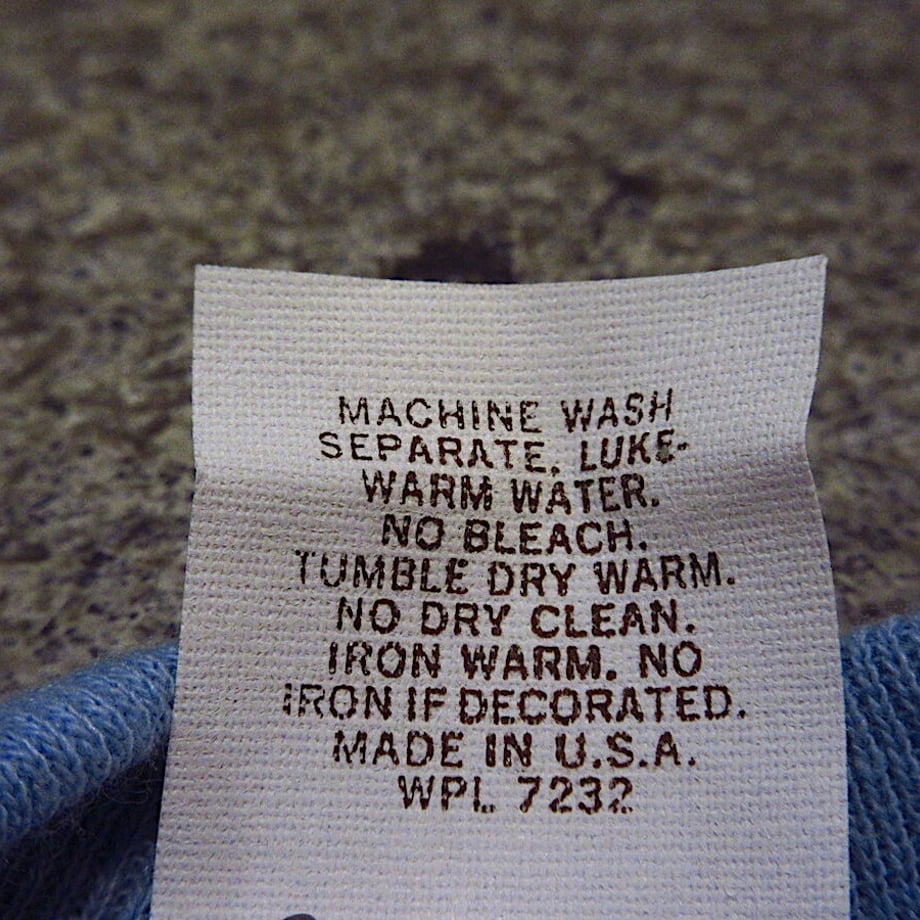 MACHINE WASH
SEPARATE. LUKE-
WARM WATER.
NO BLEACH.
TUMBLE DRY WARM.
NO DRY CLEAN.
IRON WARM. NO
IRON IF DECORATED.
MADE IN U.S.A.
WPL 7232